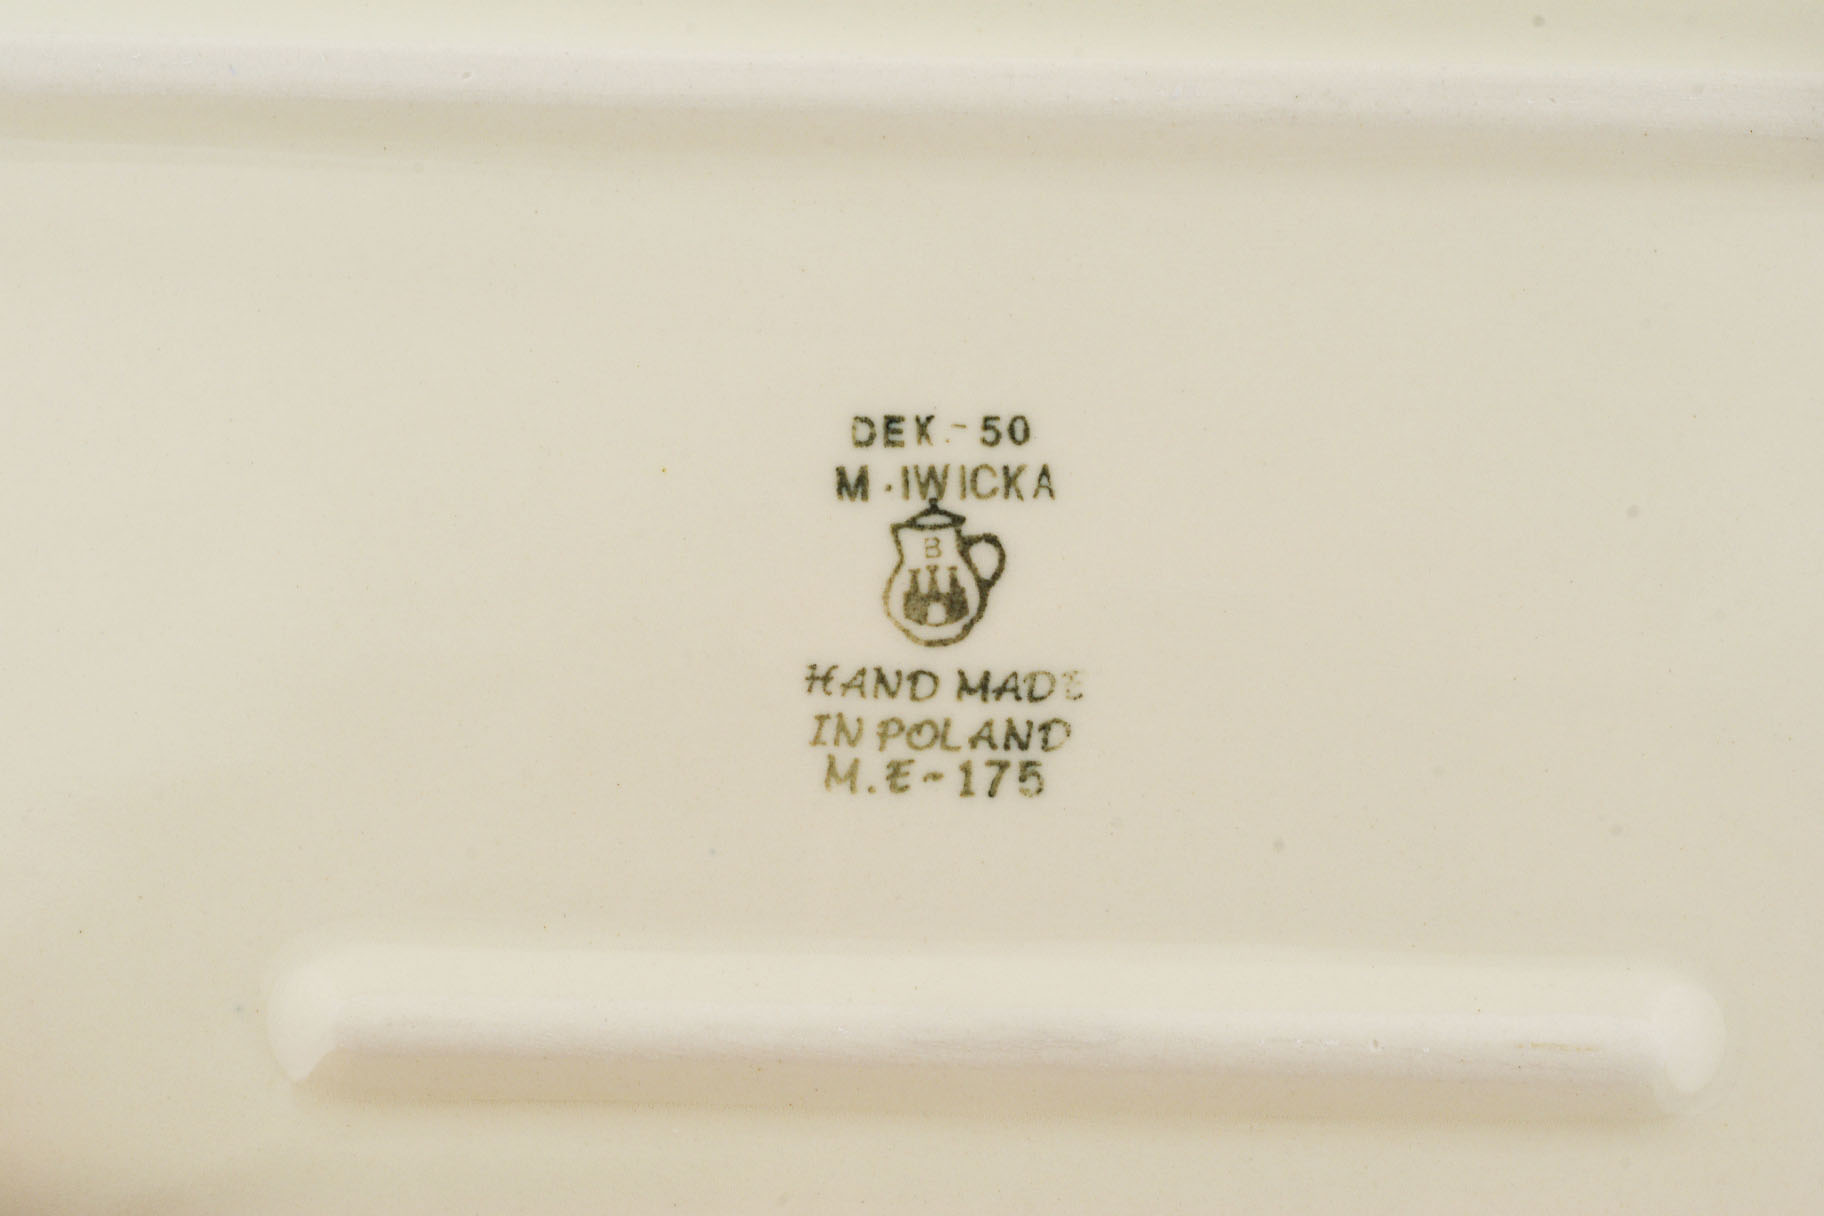 DEK.-50
M.IWICKA
B
HAND MADE
IN POLAND
M.E-175